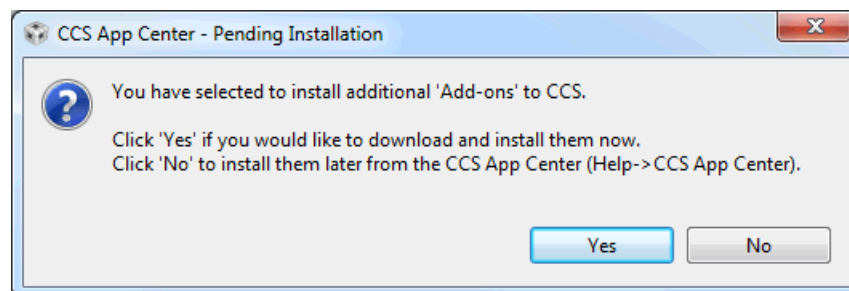 CCS App Center - Pending Installation
You have selected to install additional 'Add-ons' to CCS.
Click 'Yes' if you would like to download and install them now.
Click 'No' to install them later from the CCS App Center (Help->CCS App Center).
Yes
No